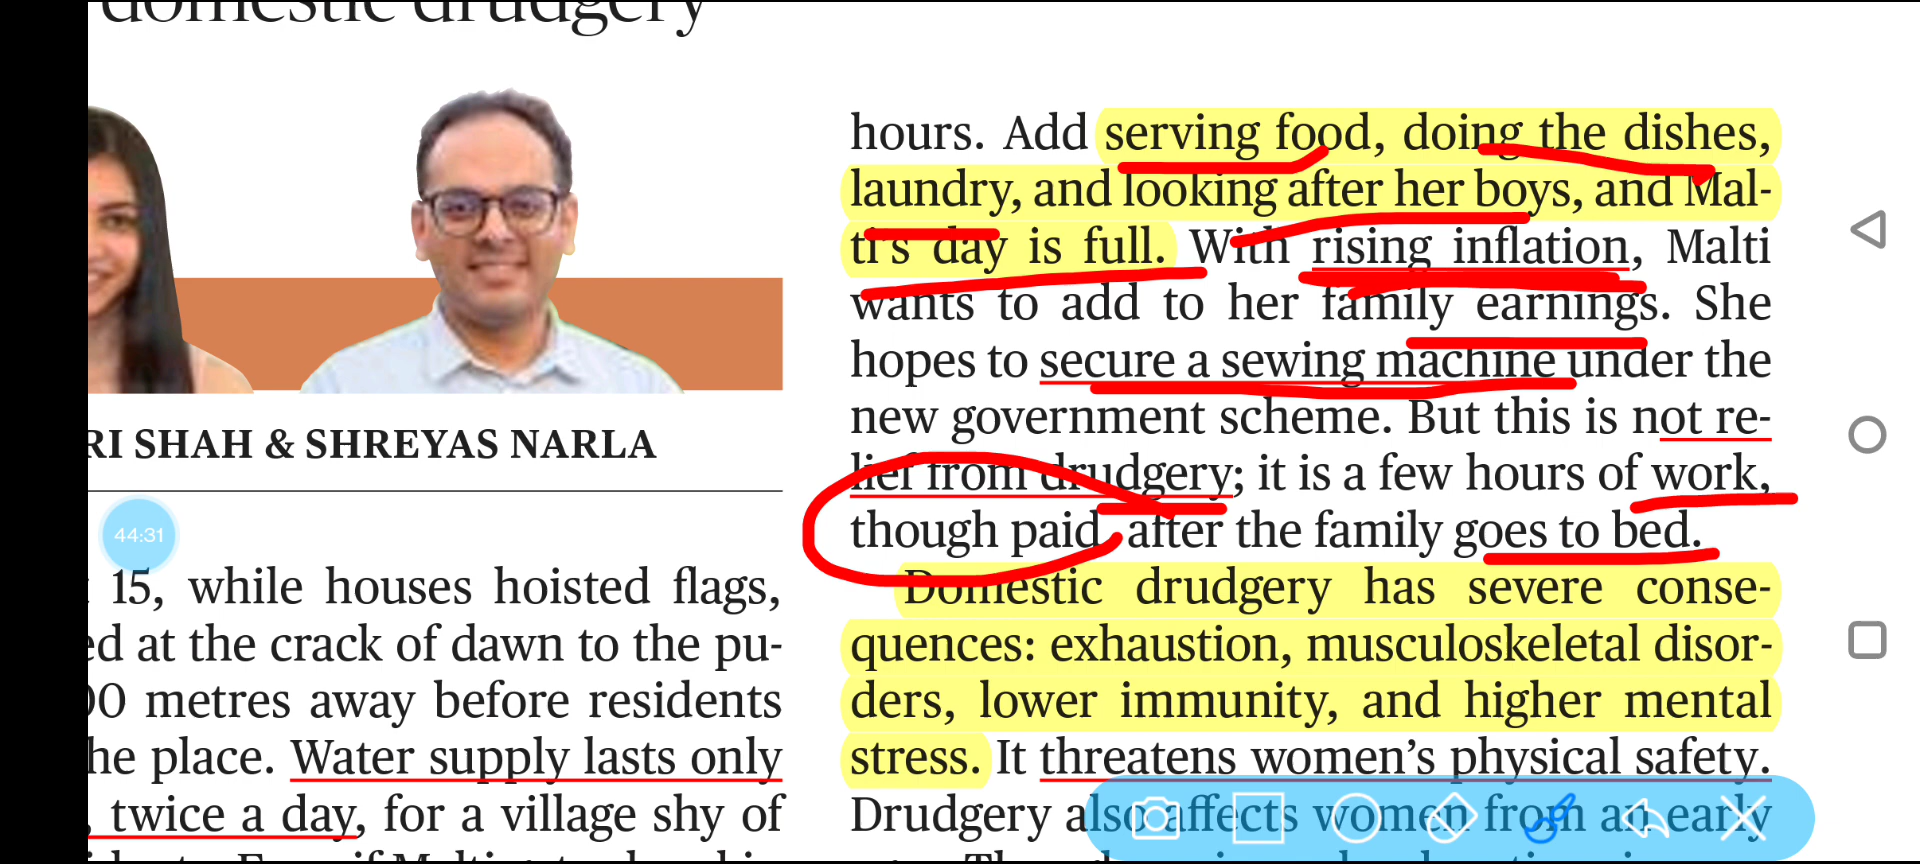 domestic drudgery
RI SHAH & SHREYAS NARLA
44:31
15, while houses hoisted flags,
ed at the crack of dawn to the pu-
00 metres away before residents
he place. Water supply lasts only
, twice a day, for a village shy of
hours. Add serving food, doing the dishes,
laundry, and looking after her boys, and Mal-
ti's day is full. With rising inflation, Malti
wants to add to her family earnings. She
hopes to secure a sewing machine under the
new government scheme. But this is not re-
lief from drudgery; it is a few hours of work,
though paid, after the family goes to bed.
Domestic drudgery has severe conse-
quences: exhaustion, musculoskeletal disor-
ders, lower immunity, and higher mental
stress. It threatens women’s physical safety.
Drudgery also affects women from an early